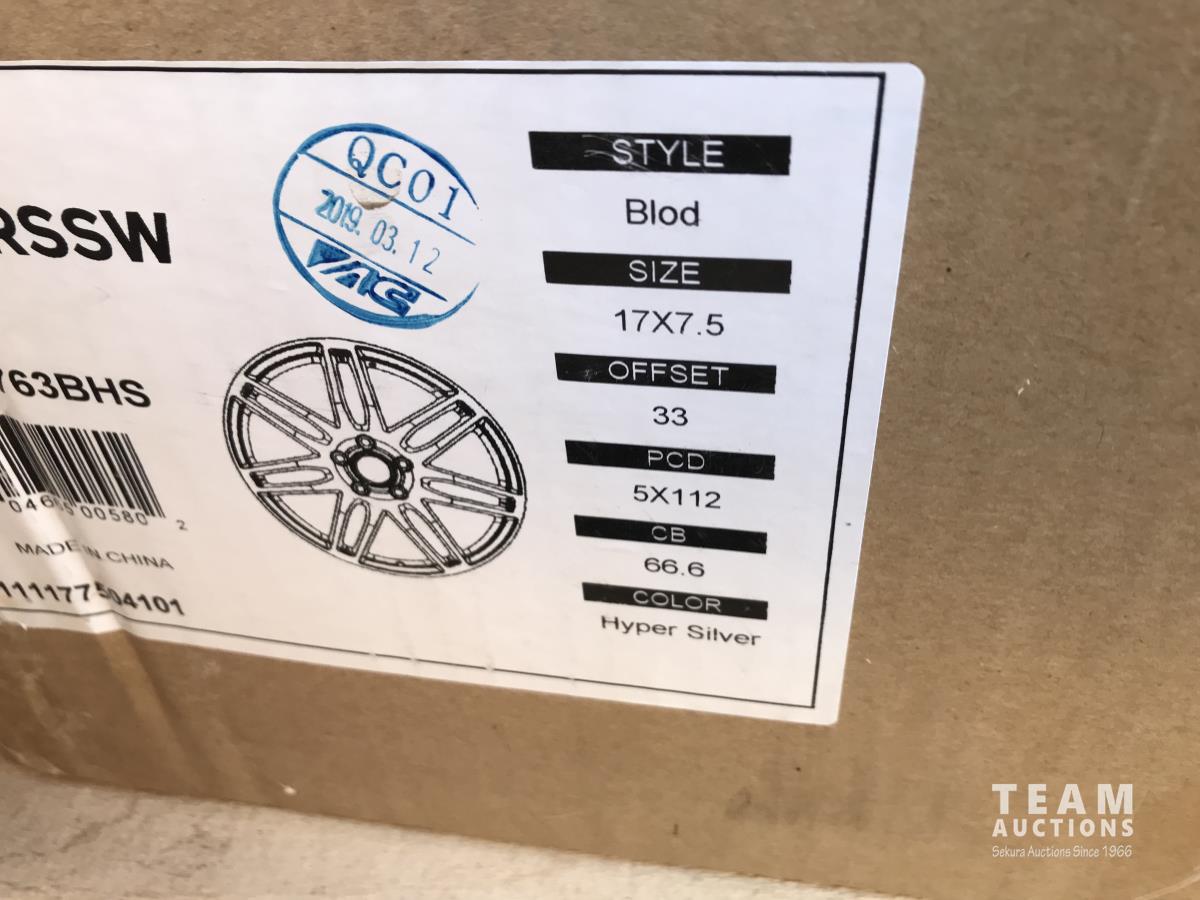 RSSW
763BHS
MADE IN CHINA
111177504101
QC01
2019.03.12
STYLE
Blod
SIZE
17X7.5
OFFSET
33
PCD
5X112
CB
66.6
COLOR
Hyper Silver
TEAM
AUCTIONS
Sekura Auctions Since 1966